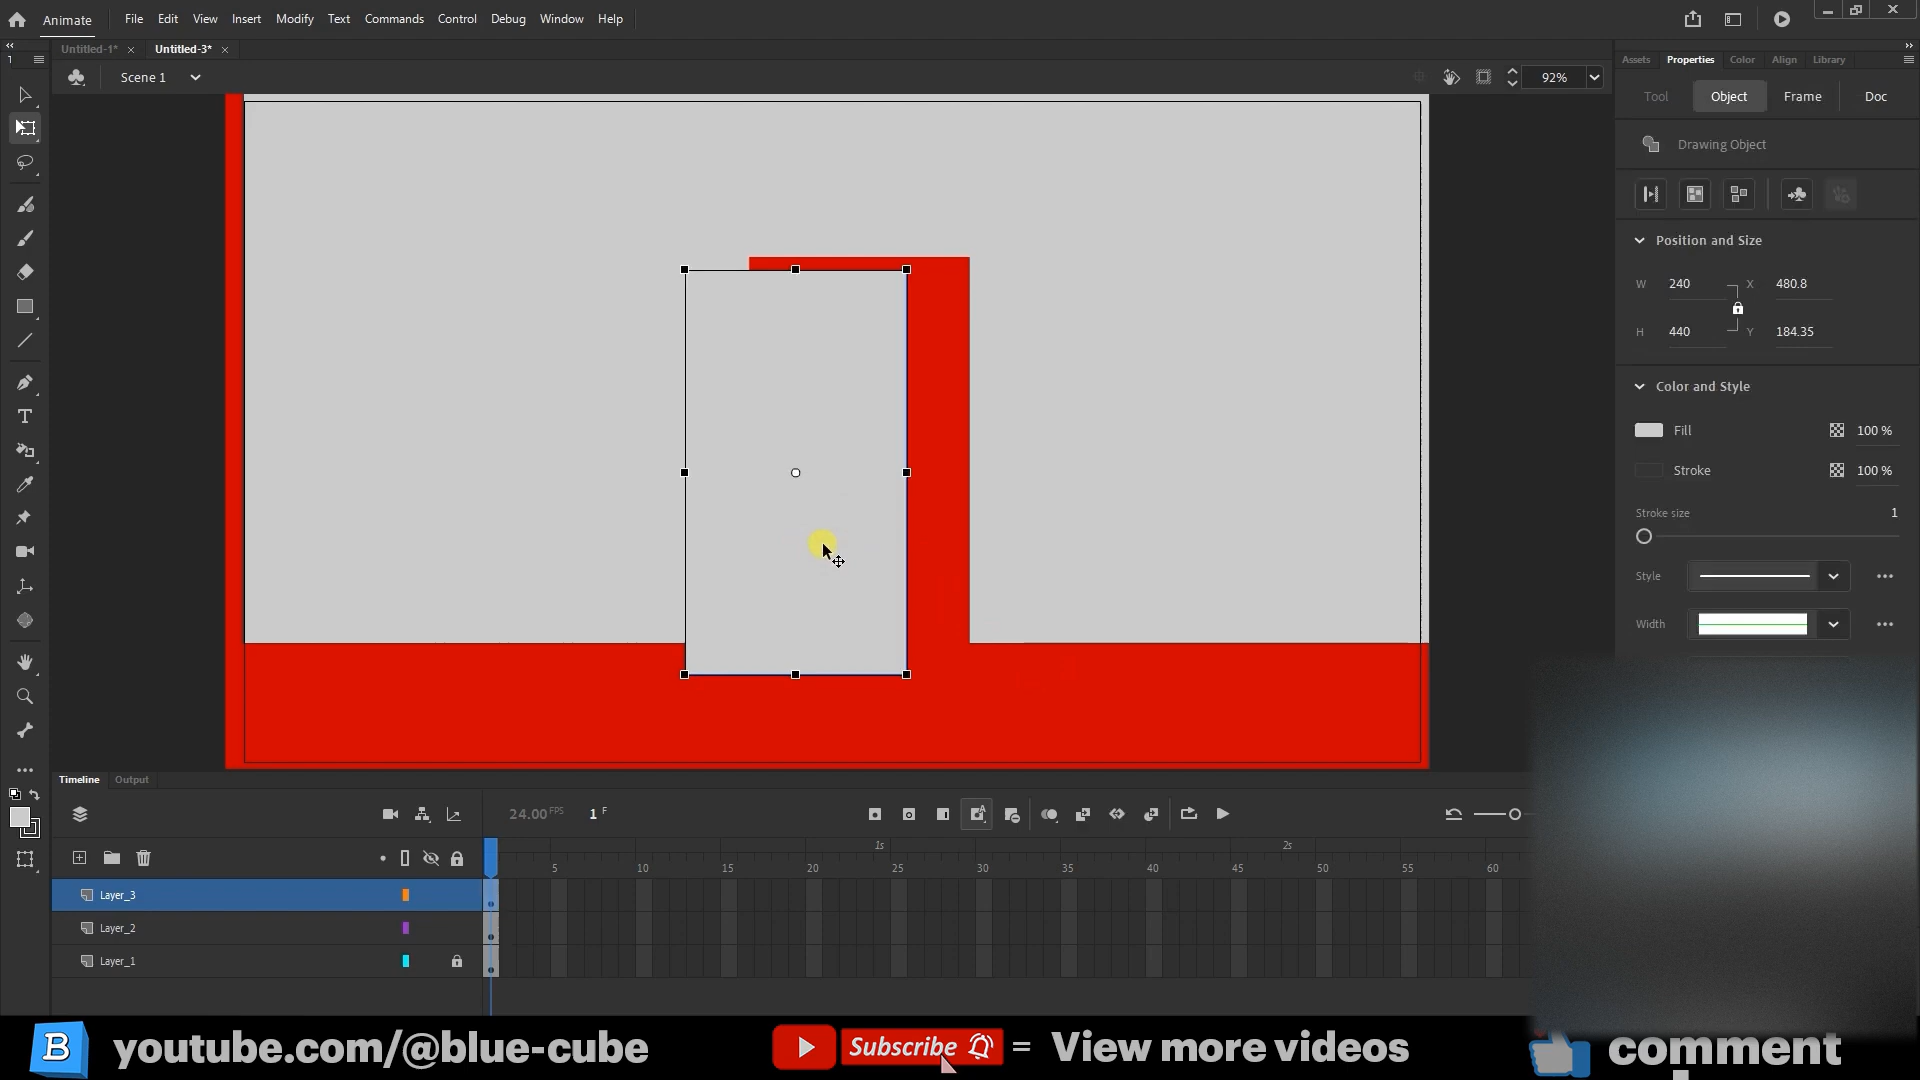 Animate File Edit View Insert Modify Text Commands Control Debug Window Help
Untitled-1* Untitled-3*
Scene 1 92%
1
Assets Properties Color Align Library
Tool Object Frame Doc
Drawing Object
Position and Size
W 240 X 480.8
H 440 Y 184.35
Color and Style
Fill 100 %
Stroke 100 %
Stroke size 1
Style
Width
Timeline Output
24.00 FPS 1 F
1s 2s
5 10 15 20 25 30 35 40 45 50 55 60
Layer_3
Layer_2
Layer_1
B youtube.com/@blue-cube Subscribe = View more videos comment